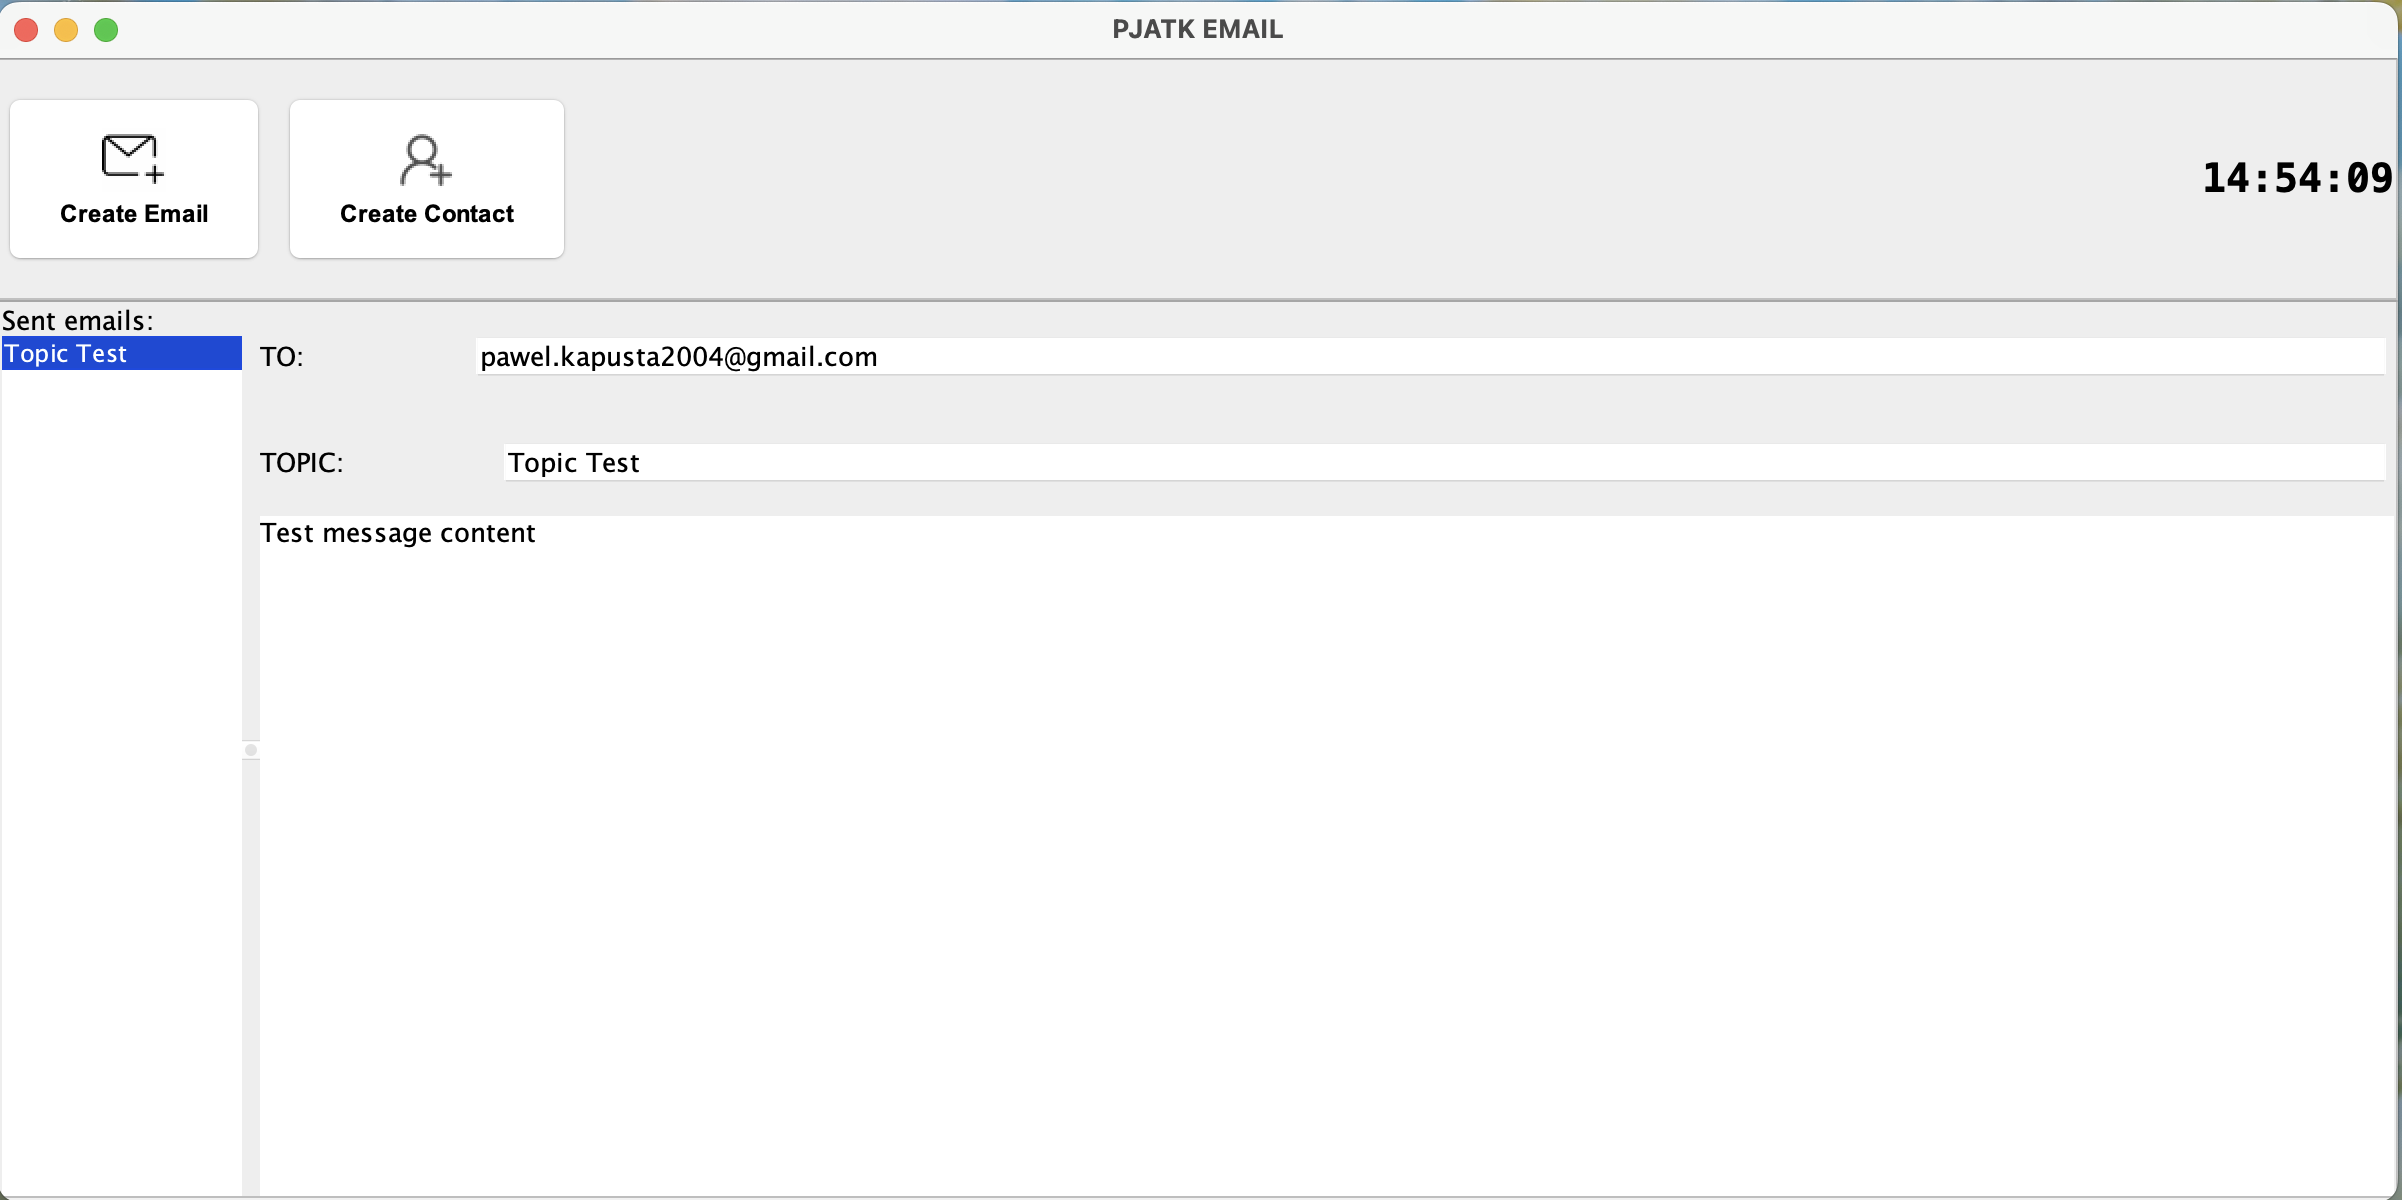 PJATK EMAIL
Create Email
Create Contact
14:54:09
Sent emails:
Topic Test
TO:
pawel.kapusta2004@gmail.com
TOPIC:
Topic Test
Test message content